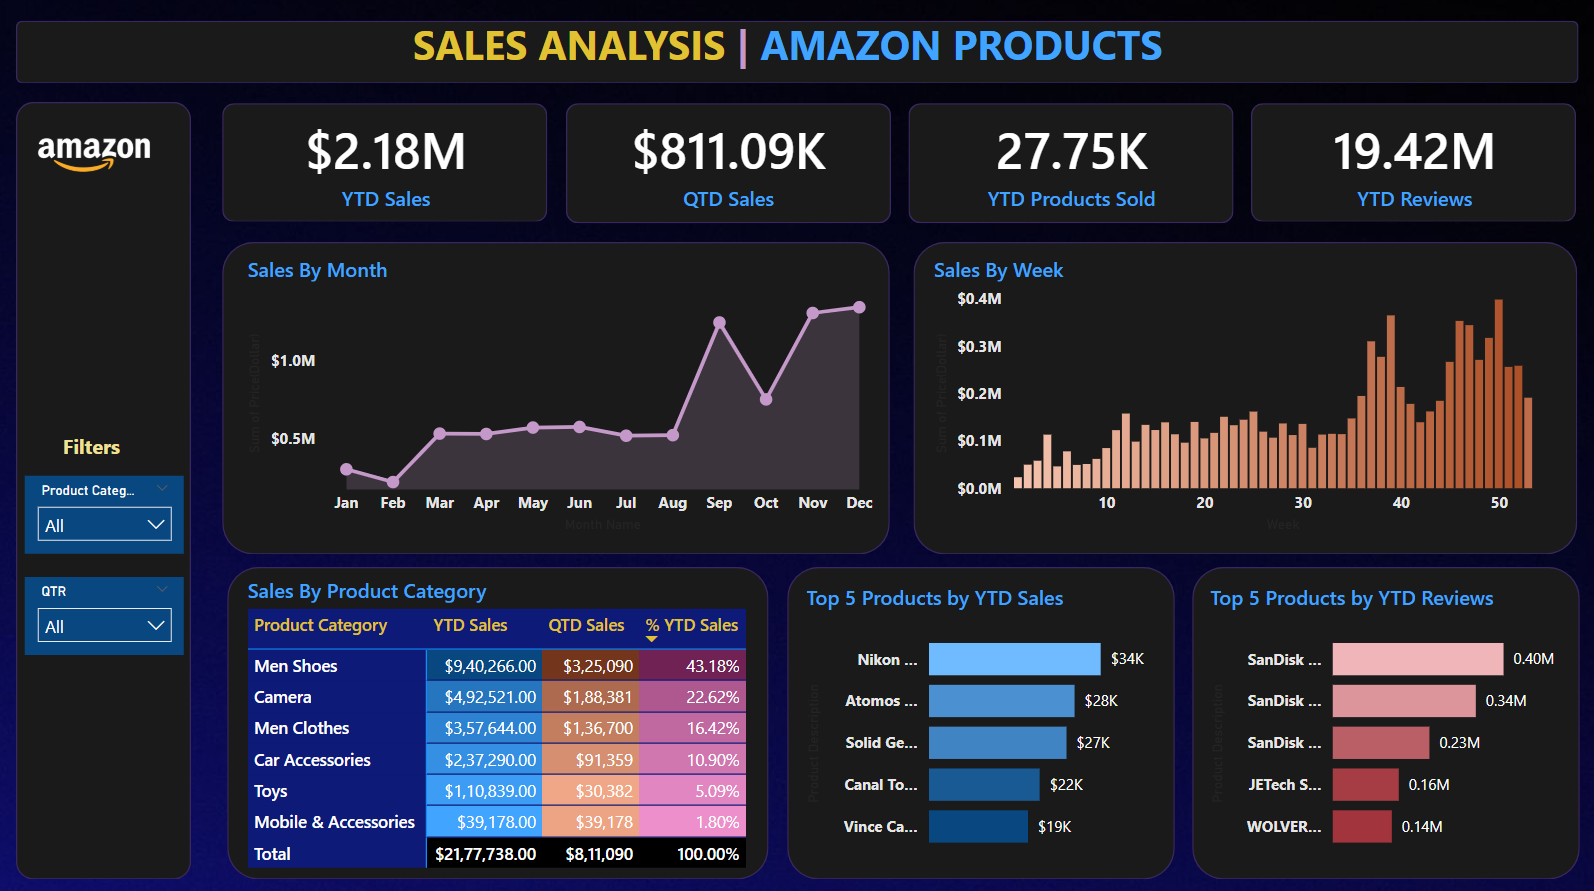 SALES ANALYSIS | AMAZON PRODUCTS
amazon
$2.18M
YTD Sales
$811.09K
QTD Sales
27.75K
YTD Products Sold
19.42M
YTD Reviews
Filters
Product Categ...
All
QTR
All
Sales By Month
Sum of Price(Dollar)
$1.0M
$0.5M
Jan Feb Mar Apr May Jun Jul Aug Sep Oct Nov Dec
Month Name
Sales By Week
Sum of Price(Dollar)
$0.4M
$0.3M
$0.2M
$0.1M
$0.0M
10 20 30 40 50
Week
Sales By Product Category
Product Category YTD Sales QTD Sales % YTD Sales
Men Shoes $9,40,266.00 $3,25,090 43.18%
Camera $4,92,521.00 $1,88,381 22.62%
Men Clothes $3,57,644.00 $1,36,700 16.42%
Car Accessories $2,37,290.00 $91,359 10.90%
Toys $1,10,839.00 $30,382 5.09%
Mobile & Accessories $39,178.00 $39,178 1.80%
Total $21,77,738.00 $8,11,090 100.00%
Top 5 Products by YTD Sales
Product Description
Nikon ... $34K
Atomos ... $28K
Solid Ge... $27K
Canal To... $22K
Vince Ca... $19K
Top 5 Products by YTD Reviews
Product Description
SanDisk ... 0.40M
SanDisk ... 0.34M
SanDisk ... 0.23M
JETech S... 0.16M
WOLVER... 0.14M